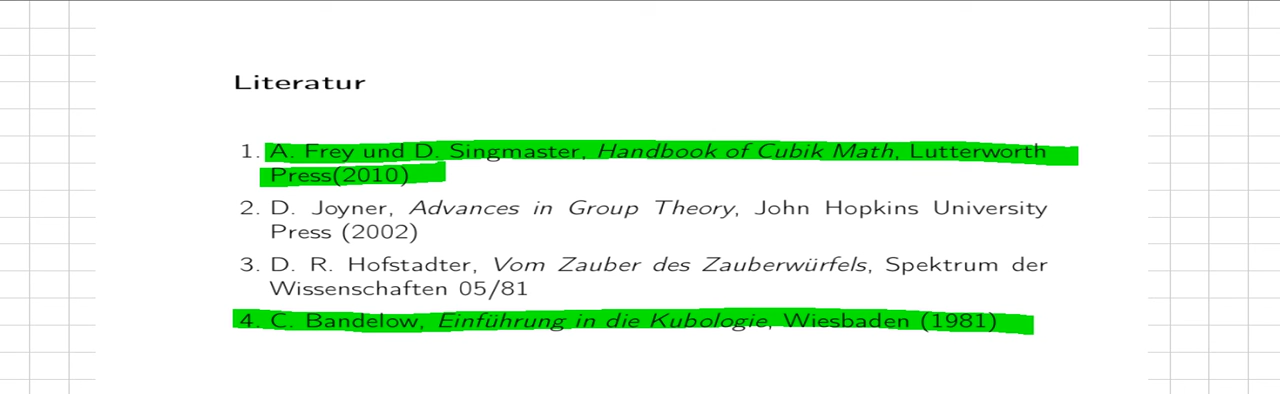 Literatur
1. A. Frey und D. Singmaster, Handbook of Cubik Math, Lutterworth
Press(2010)
2. D. Joyner, Advances in Group Theory, John Hopkins University
Press (2002)
3. D. R. Hofstadter, Vom Zauber des Zauberwürfels, Spektrum der
Wissenschaften 05/81
4. C. Bandelow, Einführung in die Kubologie, Wiesbaden (1981)